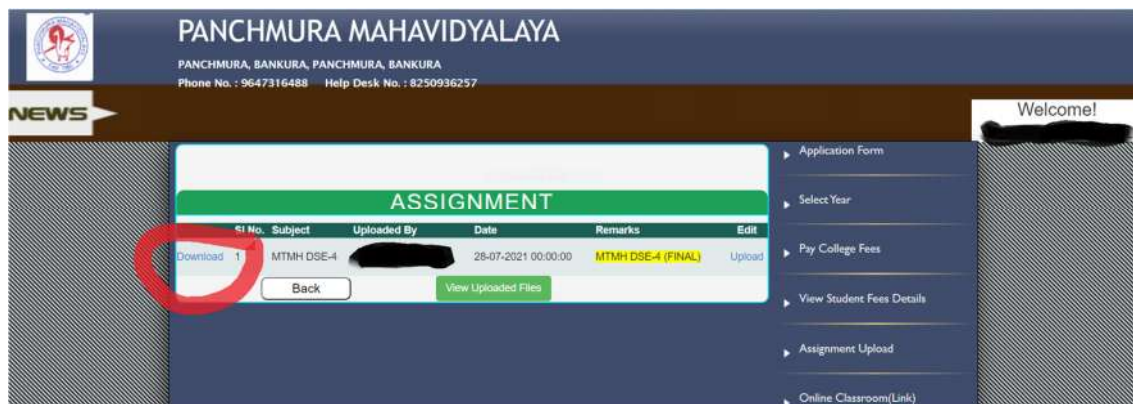 PANCHMURA MAHAVIDYALAYA
PANCHMURA, BANKURA, PANCHMURA, BANKURA
Phone No. : 9647316488 Help Desk No. : 8250936257
NEWS
Welcome!
ASSIGNMENT
Sl No. Subject Uploaded By Date Remarks Edit
Download 1 MTMH DSE-4 28-07-2021 00:00:00 MTMH DSE-4 (FINAL) Upload
Back View Uploaded Files
Application Form
Select Year
Pay College Fees
View Student Fees Details
Assignment Upload
Online Classroom(Link)